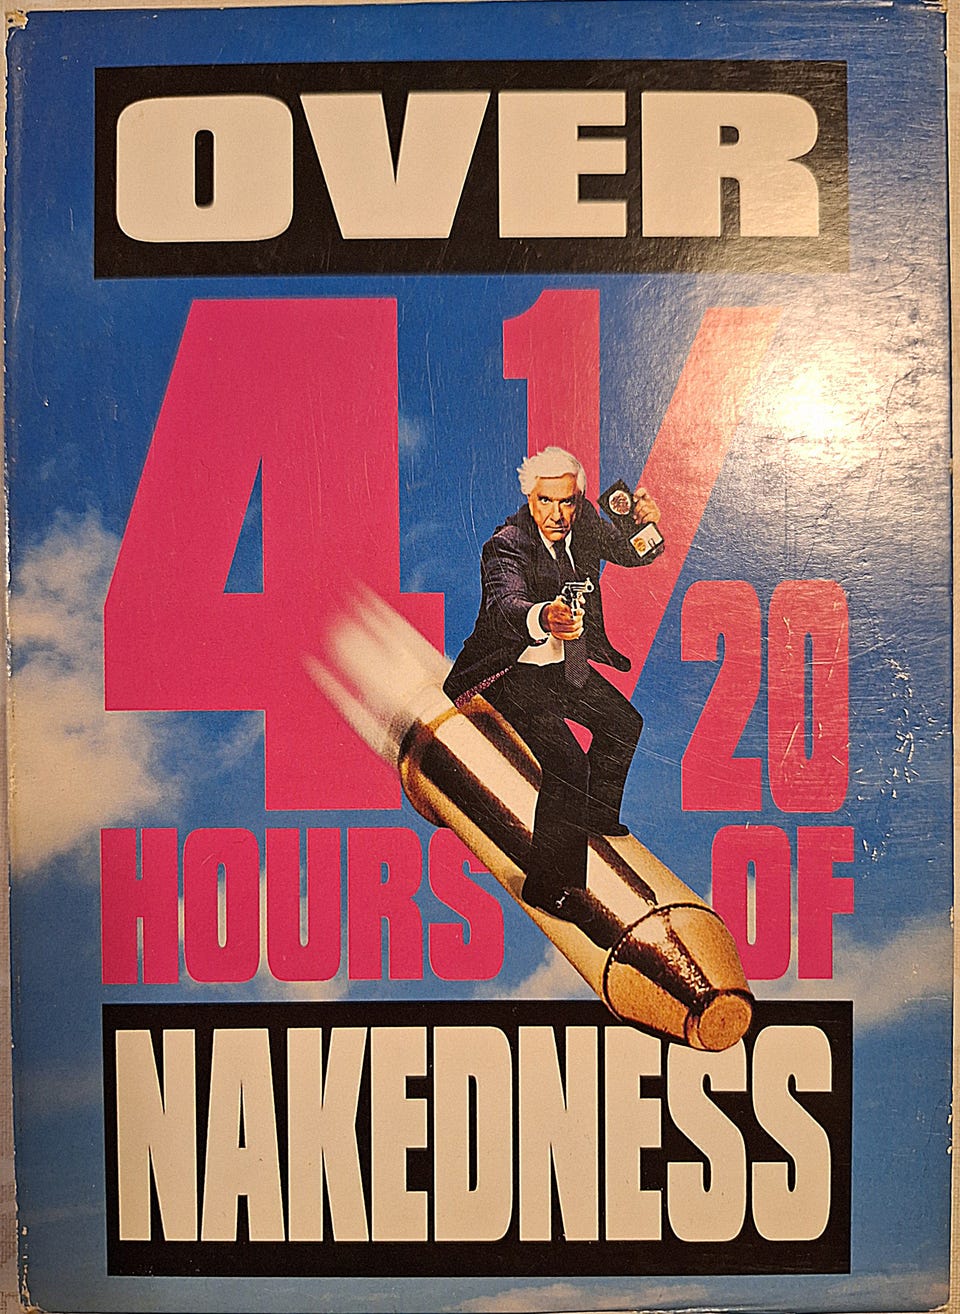 OVER
4 1/20
HOURS OF
NAKEDNESS